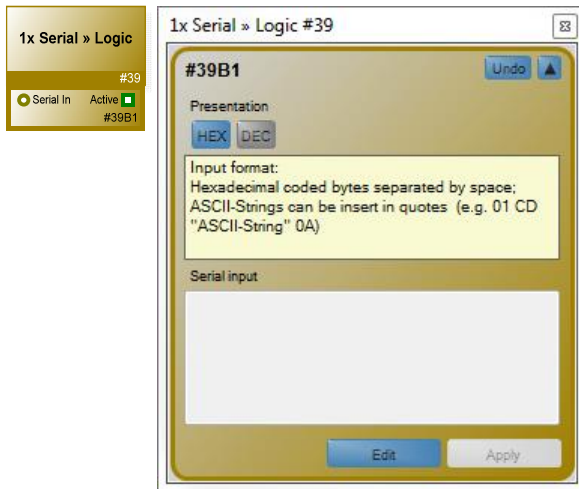 1x Serial » Logic
#39
Serial In Active
#39B1
1x Serial » Logic #39
#39B1
Undo
Presentation
HEX DEC
Input format:
Hexadecimal coded bytes separated by space;
ASCII-Strings can be insert in quotes (e.g. 01 CD
"ASCII-String" 0A)
Serial input
Edit Apply